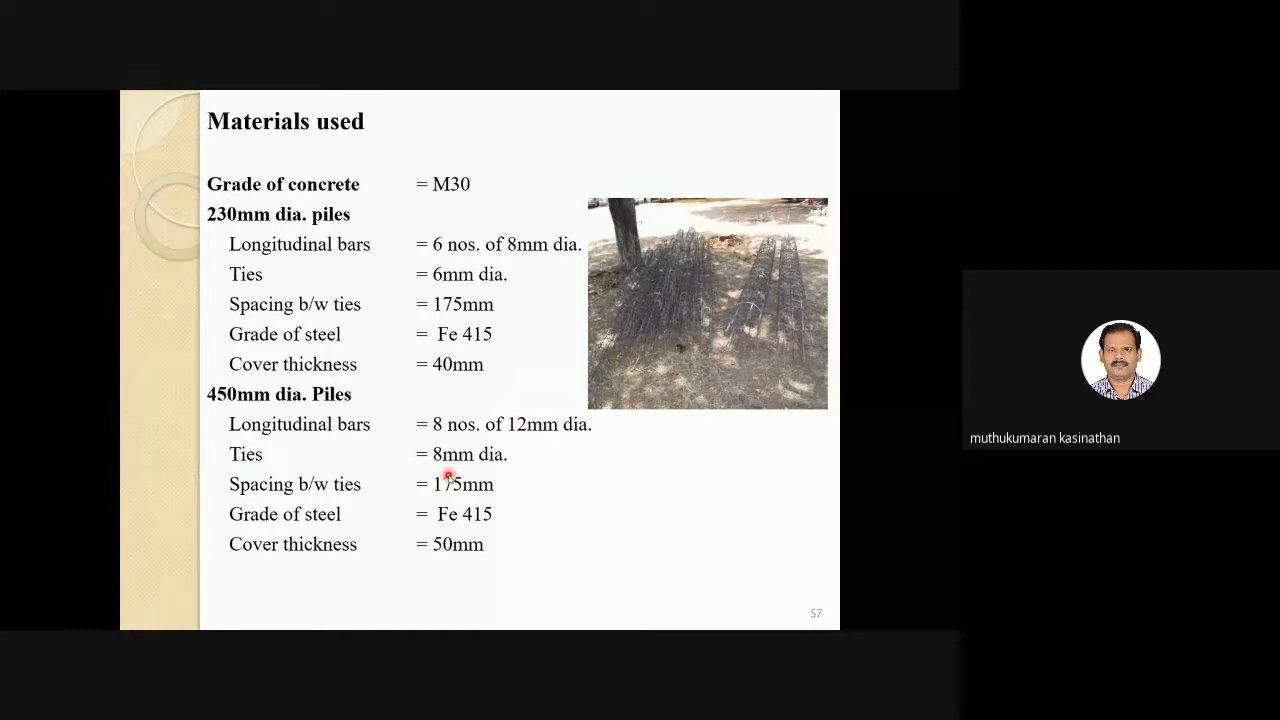 Materials used
Grade of concrete = M30
230mm dia. piles
Longitudinal bars = 6 nos. of 8mm dia.
Ties = 6mm dia.
Spacing b/w ties = 175mm
Grade of steel = Fe 415
Cover thickness = 40mm
450mm dia. Piles
Longitudinal bars = 8 nos. of 12mm dia.
Ties = 8mm dia.
Spacing b/w ties = 175mm
Grade of steel = Fe 415
Cover thickness = 50mm
57
muthukumaran kasinathan